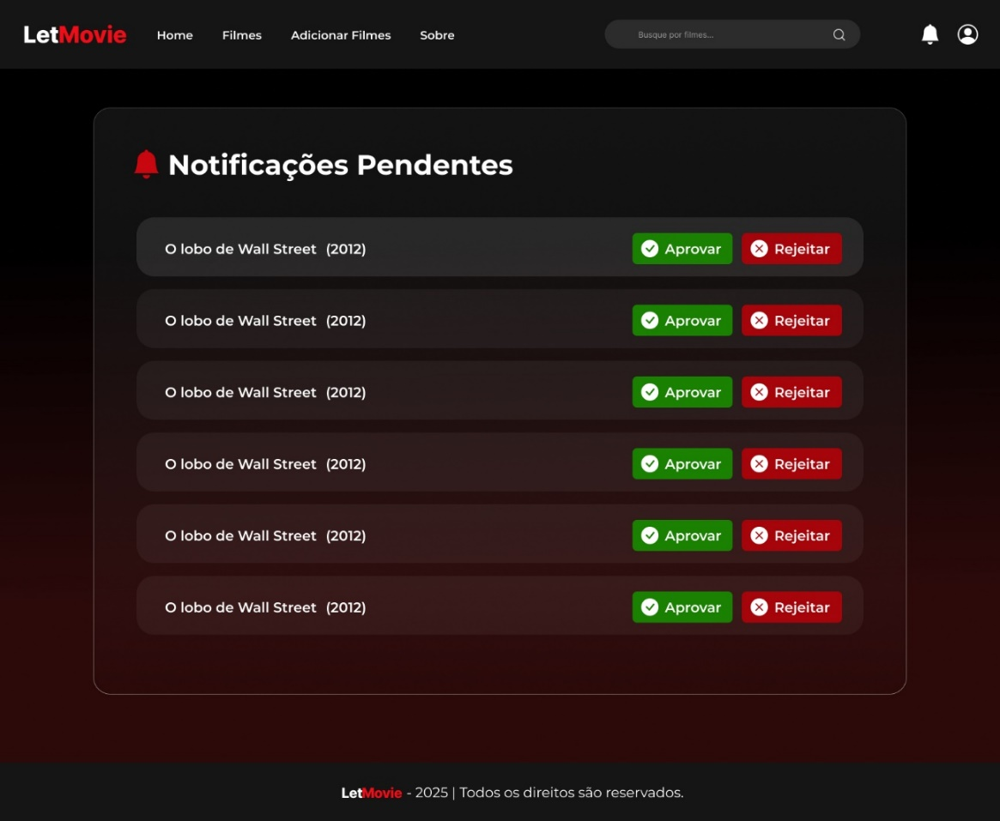 LetMovie Home Filmes Adicionar Filmes Sobre Busque por filmes...
Notificações Pendentes
O lobo de Wall Street (2012) Aprovar Rejeitar
O lobo de Wall Street (2012) Aprovar Rejeitar
O lobo de Wall Street (2012) Aprovar Rejeitar
O lobo de Wall Street (2012) Aprovar Rejeitar
O lobo de Wall Street (2012) Aprovar Rejeitar
O lobo de Wall Street (2012) Aprovar Rejeitar
LetMovie - 2025 | Todos os direitos são reservados.